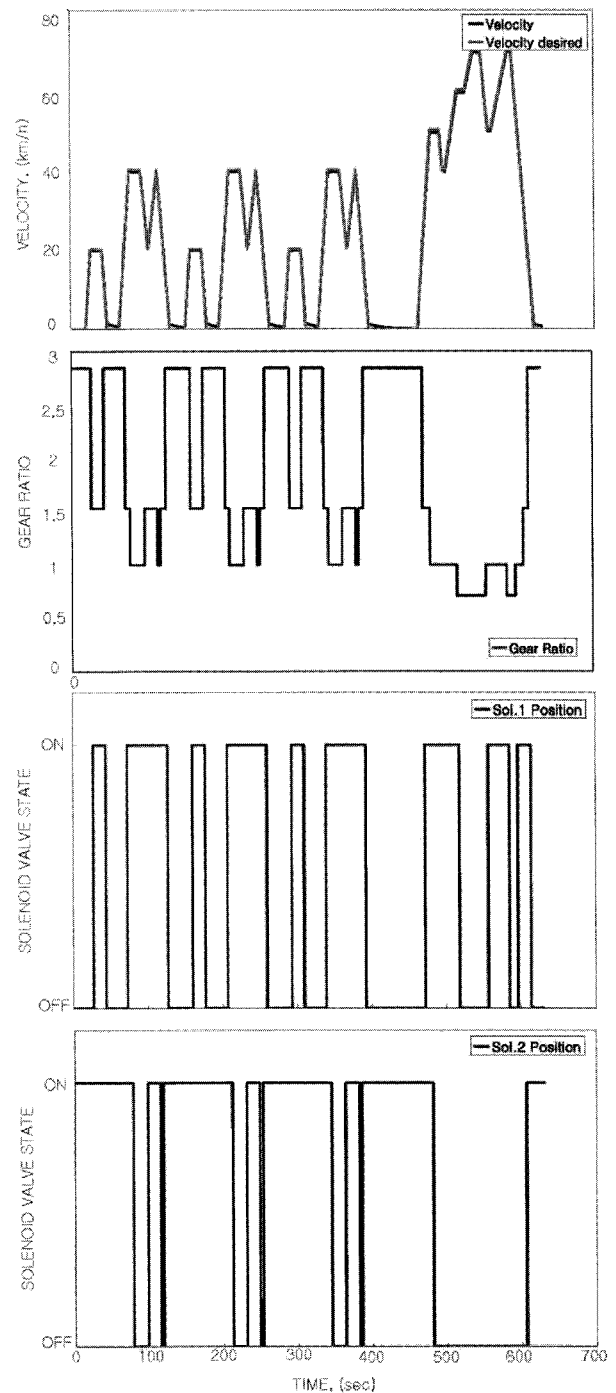 80
Velocity
Velocity desired
60
40
20
0
VELOCITY. (km/n)
3
2.5
2
1.5
1
0.5
0
GEAR RATIO
Gear Ratio
0
Sol.1 Position
ON
OFF
SOLENOID VALVE STATE
Sol.2 Position
ON
OFF
SOLENOID VALVE STATE
0 100 200 300 400 500 600 700
TIME. (sec)